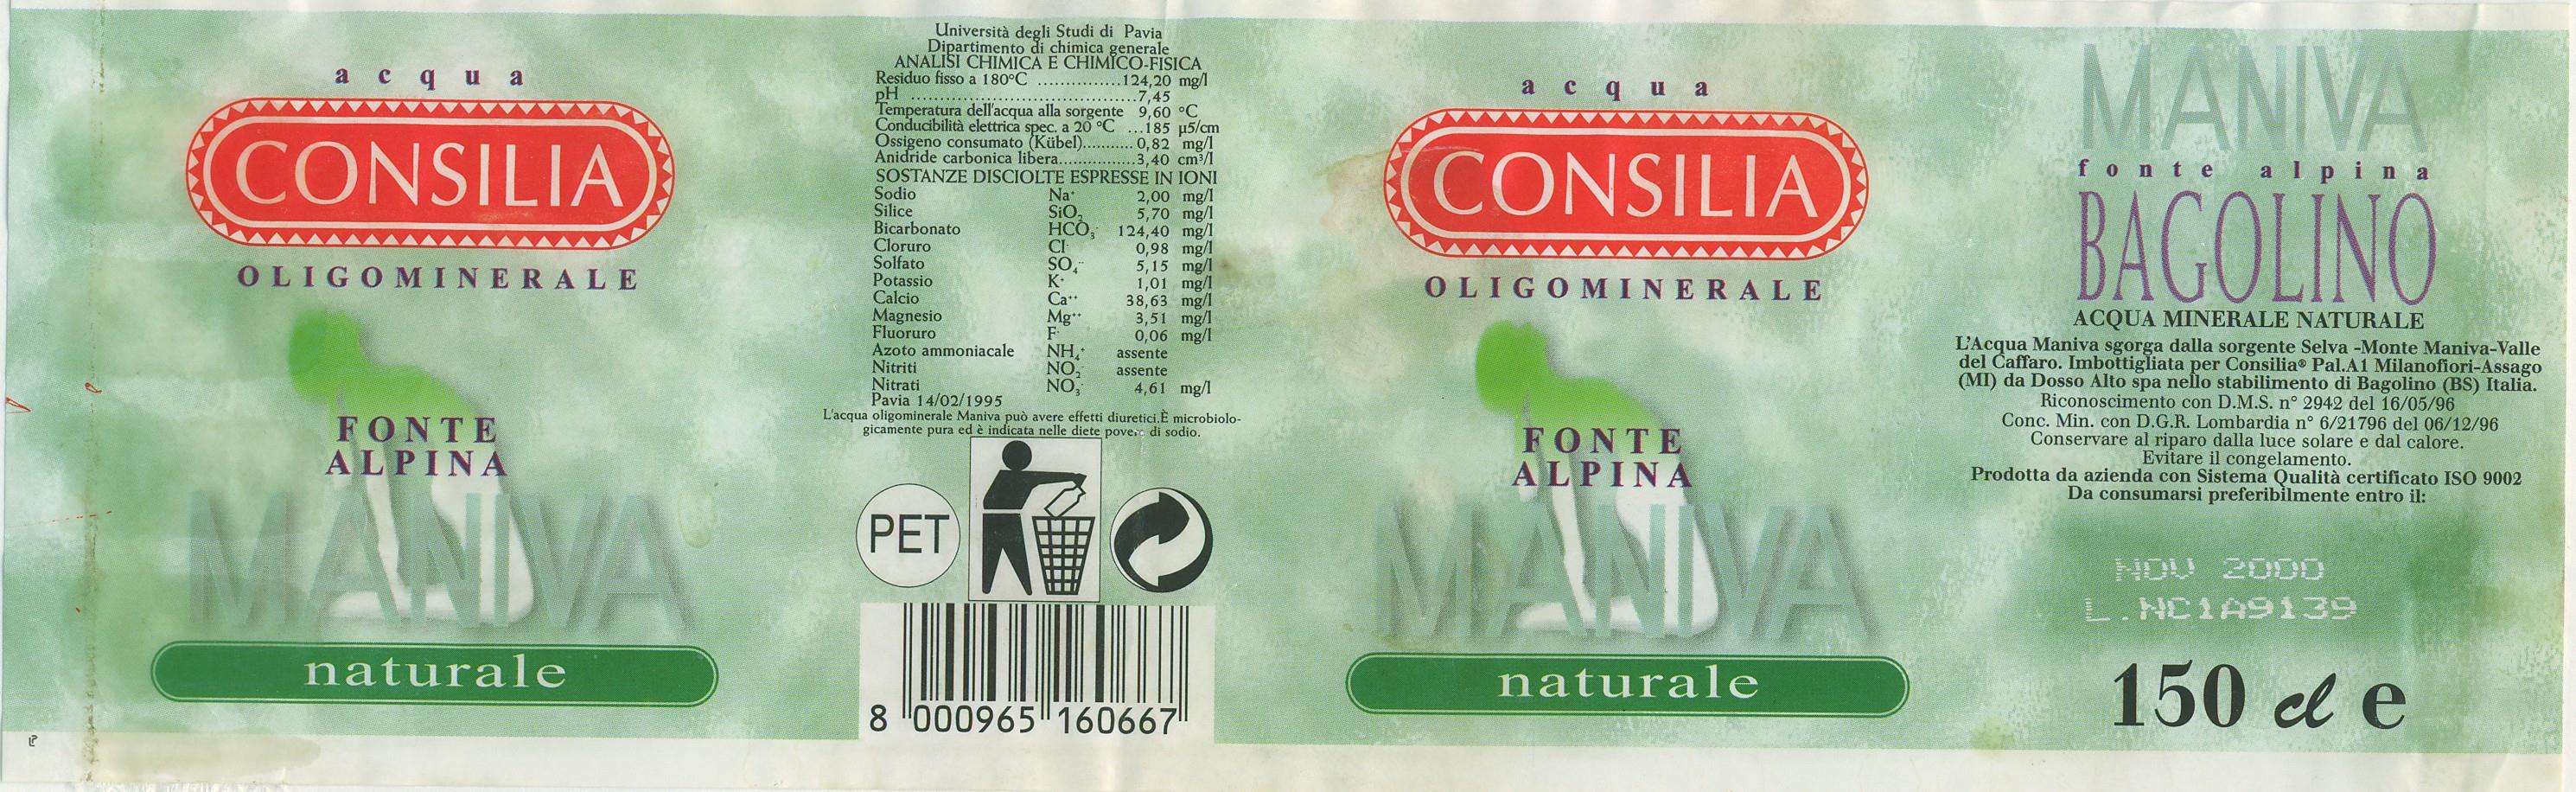 acqua
CONSILIA
OLIGOMINERALE
FONTE
ALPINA
MANIVA
naturale
Università degli Studi di Pavia
Dipartimento di chimica generale
ANALISI CHIMICA E CHIMICO-FISICA
Residuo fisso a 180°C ...............124,20 mg/l
pH ........................................7,45
Temperatura dell'acqua alla sorgente 9,60 °C
Conducibilità elettrica spec. a 20 °C ...185 µ5/cm
Ossigeno consumato (Kübel)........... 0,82 mg/l
Anidride carbonica libera...............3,40 cm³/l
SOSTANZE DISCIOLTE ESPRESSE IN IONI
Sodio Na⁺ 2,00 mg/l
Silice SiO₂ 5,70 mg/l
Bicarbonato HCO₃⁻ 124,40 mg/l
Cloruro Cl⁻ 0,98 mg/l
Solfato SO₄⁻⁻ 5,15 mg/l
Potassio K⁺ 1,01 mg/l
Calcio Ca⁺⁺ 38,63 mg/l
Magnesio Mg⁺⁺ 3,51 mg/l
Fluoruro F⁻ 0,06 mg/l
Azoto ammoniacale NH₄⁺ assente
Nitriti NO₂⁻ assente
Nitrati NO₃⁻ 4,61 mg/l
Pavia 14/02/1995
L'acqua oligominerale Maniva può avere effetti diuretici.È microbiolo-
gicamente pura ed è indicata nelle diete povere di sodio.
PET
8 000965 160667
acqua
CONSILIA
OLIGOMINERALE
FONTE
ALPINA
MANIVA
naturale
MANIVA
fonte alpina
BAGOLINO
ACQUA MINERALE NATURALE
L'Acqua Maniva sgorga dalla sorgente Selva -Monte Maniva-Valle
del Caffaro. Imbottigliata per Consilia® Pal.A1 Milanofiori-Assago
(MI) da Dosso Alto spa nello stabilimento di Bagolino (BS) Italia.
Riconoscimento con D.M.S. n° 2942 del 16/05/96
Conc. Min. con D.G.R. Lombardia n° 6/21796 del 06/12/96
Conservare al riparo dalla luce solare e dal calore.
Evitare il congelamento.
Prodotta da azienda con Sistema Qualità certificato ISO 9002
Da consumarsi preferibilmente entro il:
NOV 2000
L.NC1A9139
150 cl e